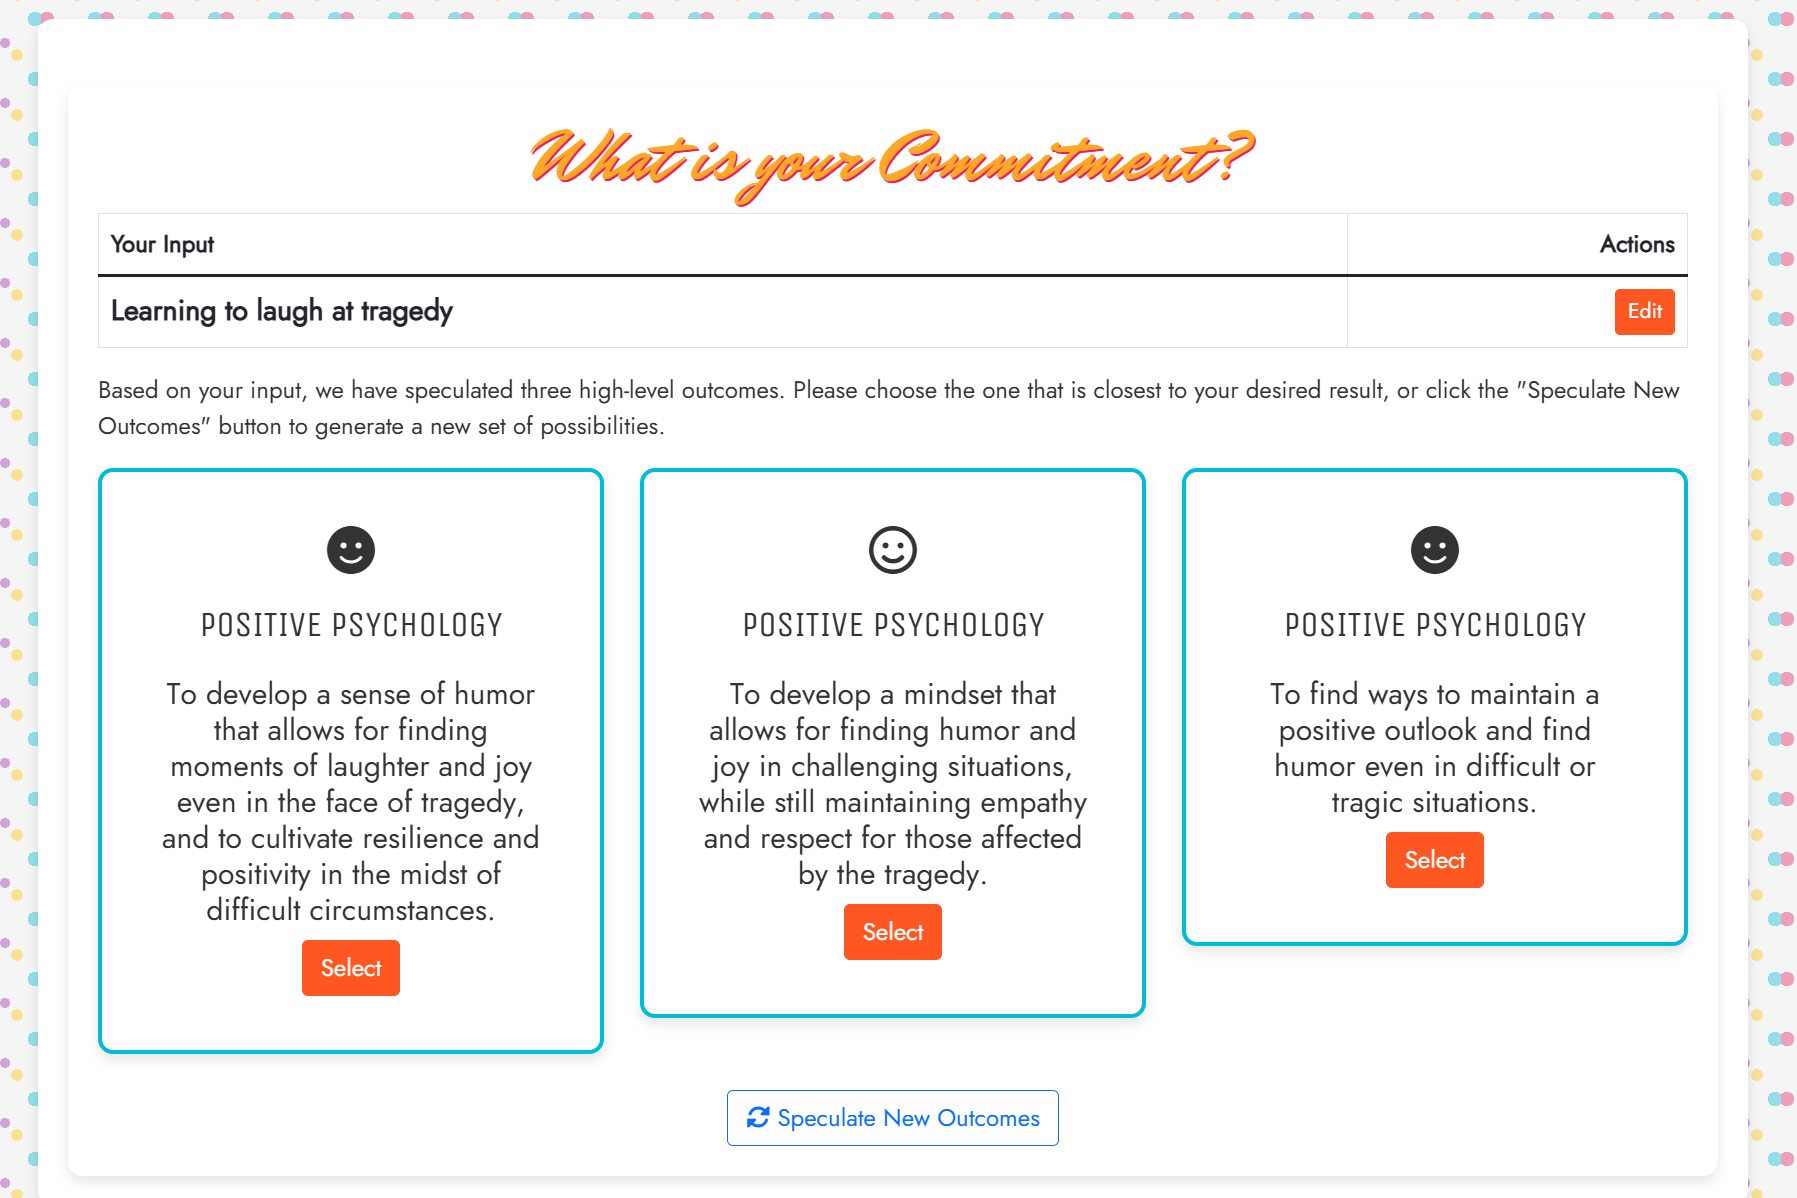 What is your Commitment?
Your Input
Actions
Learning to laugh at tragedy
Edit
Based on your input, we have speculated three high-level outcomes. Please choose the one that is closest to your desired result, or click the "Speculate New
Outcomes" button to generate a new set of possibilities.
POSITIVE PSYCHOLOGY
To develop a sense of humor
that allows for finding
moments of laughter and joy
even in the face of tragedy,
and to cultivate resilience and
positivity in the midst of
difficult circumstances.
Select
POSITIVE PSYCHOLOGY
To develop a mindset that
allows for finding humor and
joy in challenging situations,
while still maintaining empathy
and respect for those affected
by the tragedy.
Select
POSITIVE PSYCHOLOGY
To find ways to maintain a
positive outlook and find
humor even in difficult or
tragic situations.
Select
Speculate New Outcomes